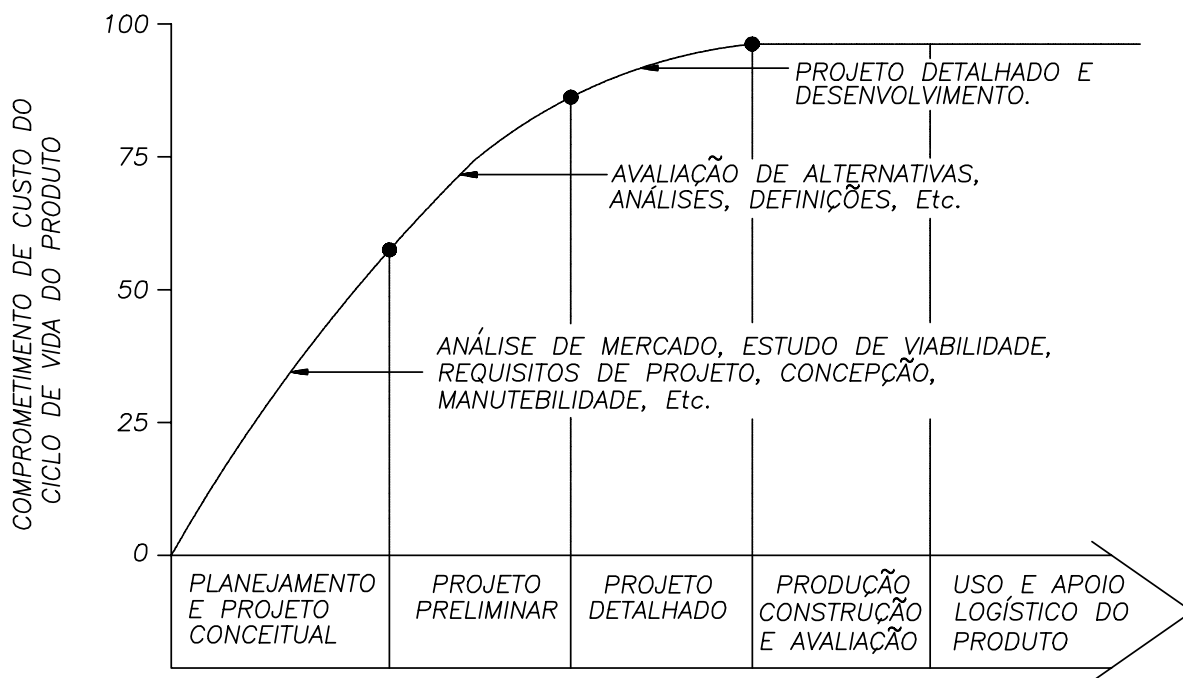 COMPROMETIMENTO DE CUSTO DO
CICLO DE VIDA DO PRODUTO
100
75
50
25
0
PROJETO DETALHADO E
DESENVOLVIMENTO.
AVALIAÇÃO DE ALTERNATIVAS,
ANÁLISES, DEFINIÇÕES, Etc.
ANÁLISE DE MERCADO, ESTUDO DE VIABILIDADE,
REQUISITOS DE PROJETO, CONCEPÇÃO,
MANUTEBILIDADE, Etc.
PLANEJAMENTO
E PROJETO
CONCEITUAL
PROJETO
PRELIMINAR
PROJETO
DETALHADO
PRODUÇÃO
CONSTRUÇÃO
E AVALIAÇÃO
USO E APOIO
LOGÍSTICO DO
PRODUTO